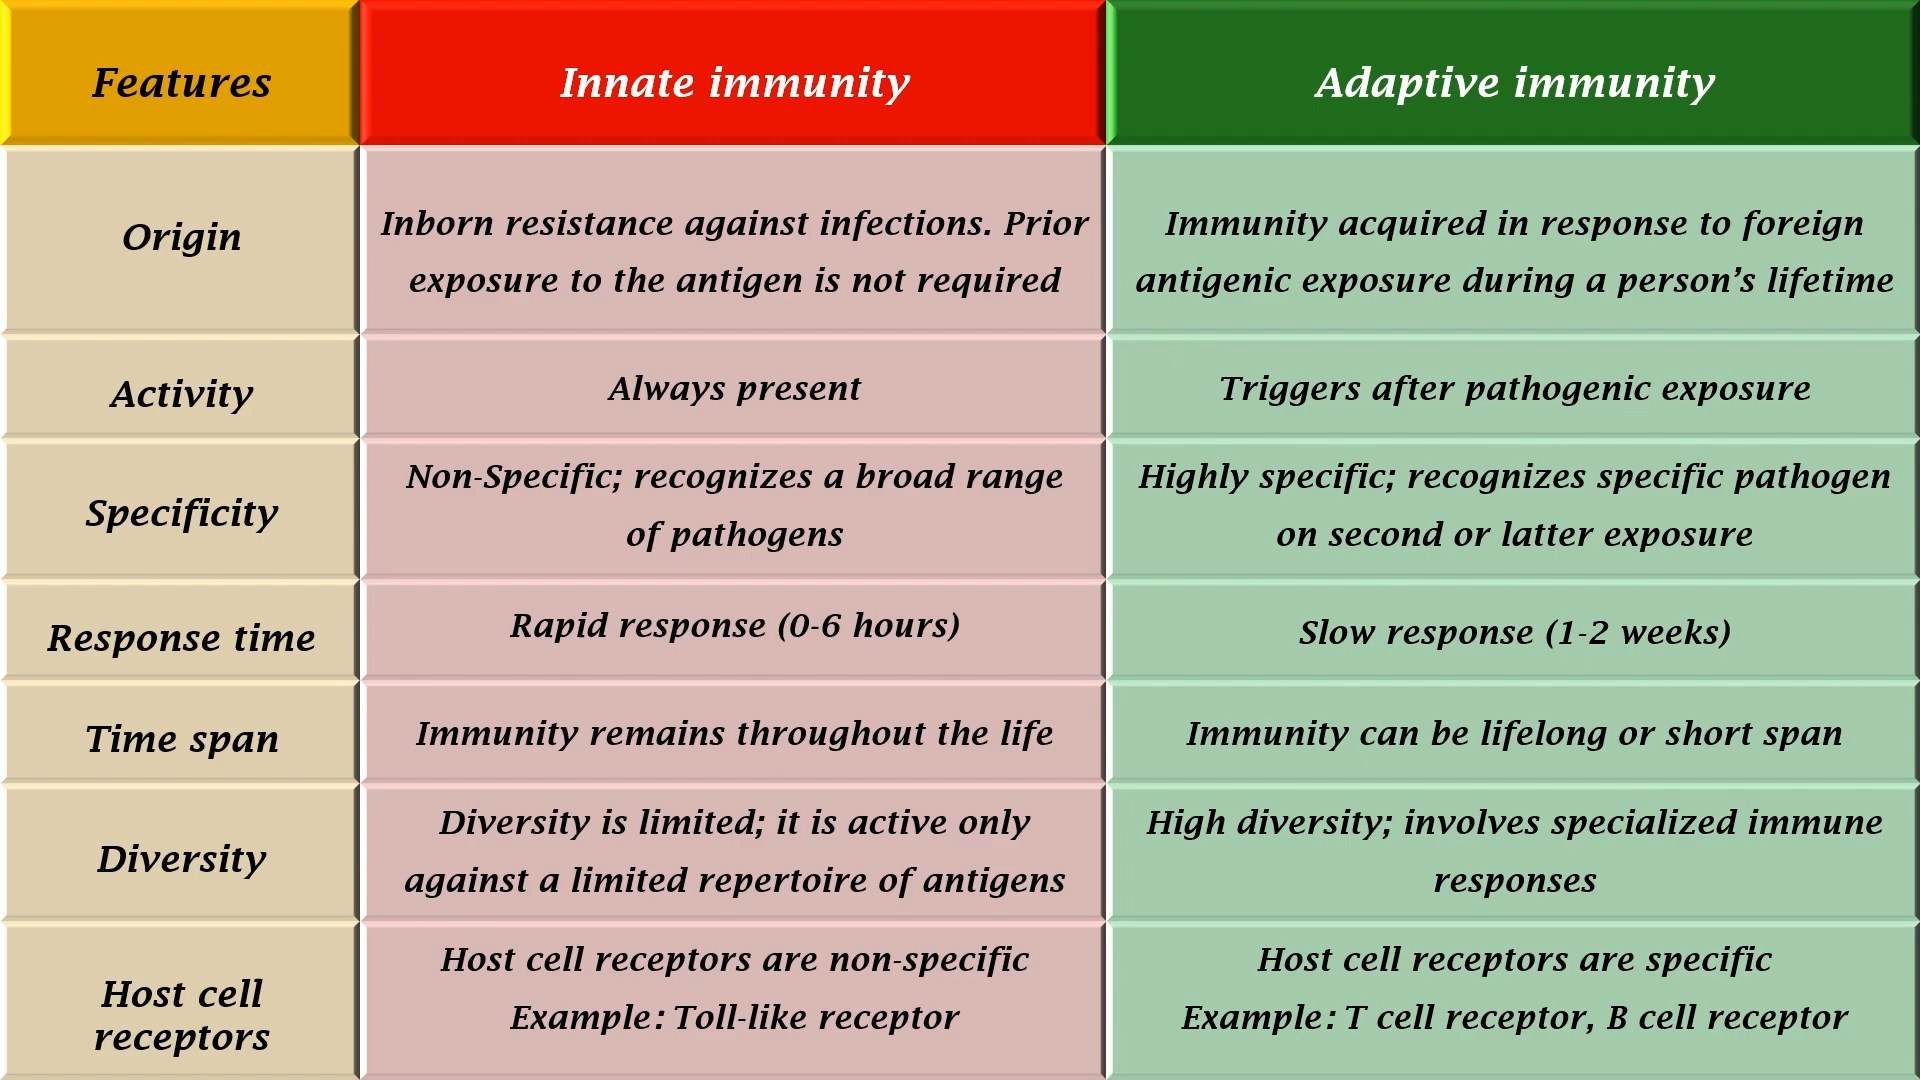 Features
Innate immunity
Adaptive immunity
Origin
Inborn resistance against infections. Prior
exposure to the antigen is not required
Immunity acquired in response to foreign
antigenic exposure during a person's lifetime
Activity
Always present
Triggers after pathogenic exposure
Specificity
Non-Specific; recognizes a broad range
of pathogens
Highly specific; recognizes specific pathogen
on second or latter exposure
Response time
Rapid response (0-6 hours)
Slow response (1-2 weeks)
Time span
Immunity remains throughout the life
Immunity can be lifelong or short span
Diversity
Diversity is limited; it is active only
against a limited repertoire of antigens
High diversity; involves specialized immune
responses
Host cell
receptors
Host cell receptors are non-specific
Example: Toll-like receptor
Host cell receptors are specific
Example: T cell receptor, B cell receptor